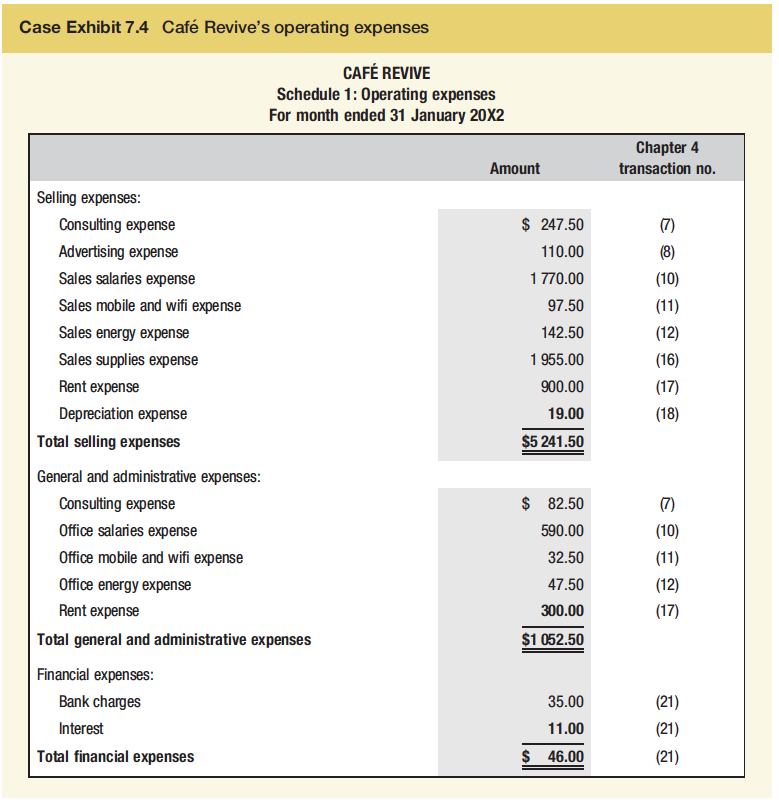 Case Exhibit 7.4 Café Revive's operating expenses
CAFÉ REVIVE
Schedule 1: Operating expenses
For month ended 31 January 20X2
Amount Chapter 4 transaction no.
Selling expenses:
Consulting expense $ 247.50 (7)
Advertising expense 110.00 (8)
Sales salaries expense 1 770.00 (10)
Sales mobile and wifi expense 97.50 (11)
Sales energy expense 142.50 (12)
Sales supplies expense 1 955.00 (16)
Rent expense 900.00 (17)
Depreciation expense 19.00 (18)
Total selling expenses $5 241.50
General and administrative expenses:
Consulting expense $ 82.50 (7)
Office salaries expense 590.00 (10)
Office mobile and wifi expense 32.50 (11)
Office energy expense 47.50 (12)
Rent expense 300.00 (17)
Total general and administrative expenses $1 052.50
Financial expenses:
Bank charges 35.00 (21)
Interest 11.00 (21)
Total financial expenses $ 46.00 (21)